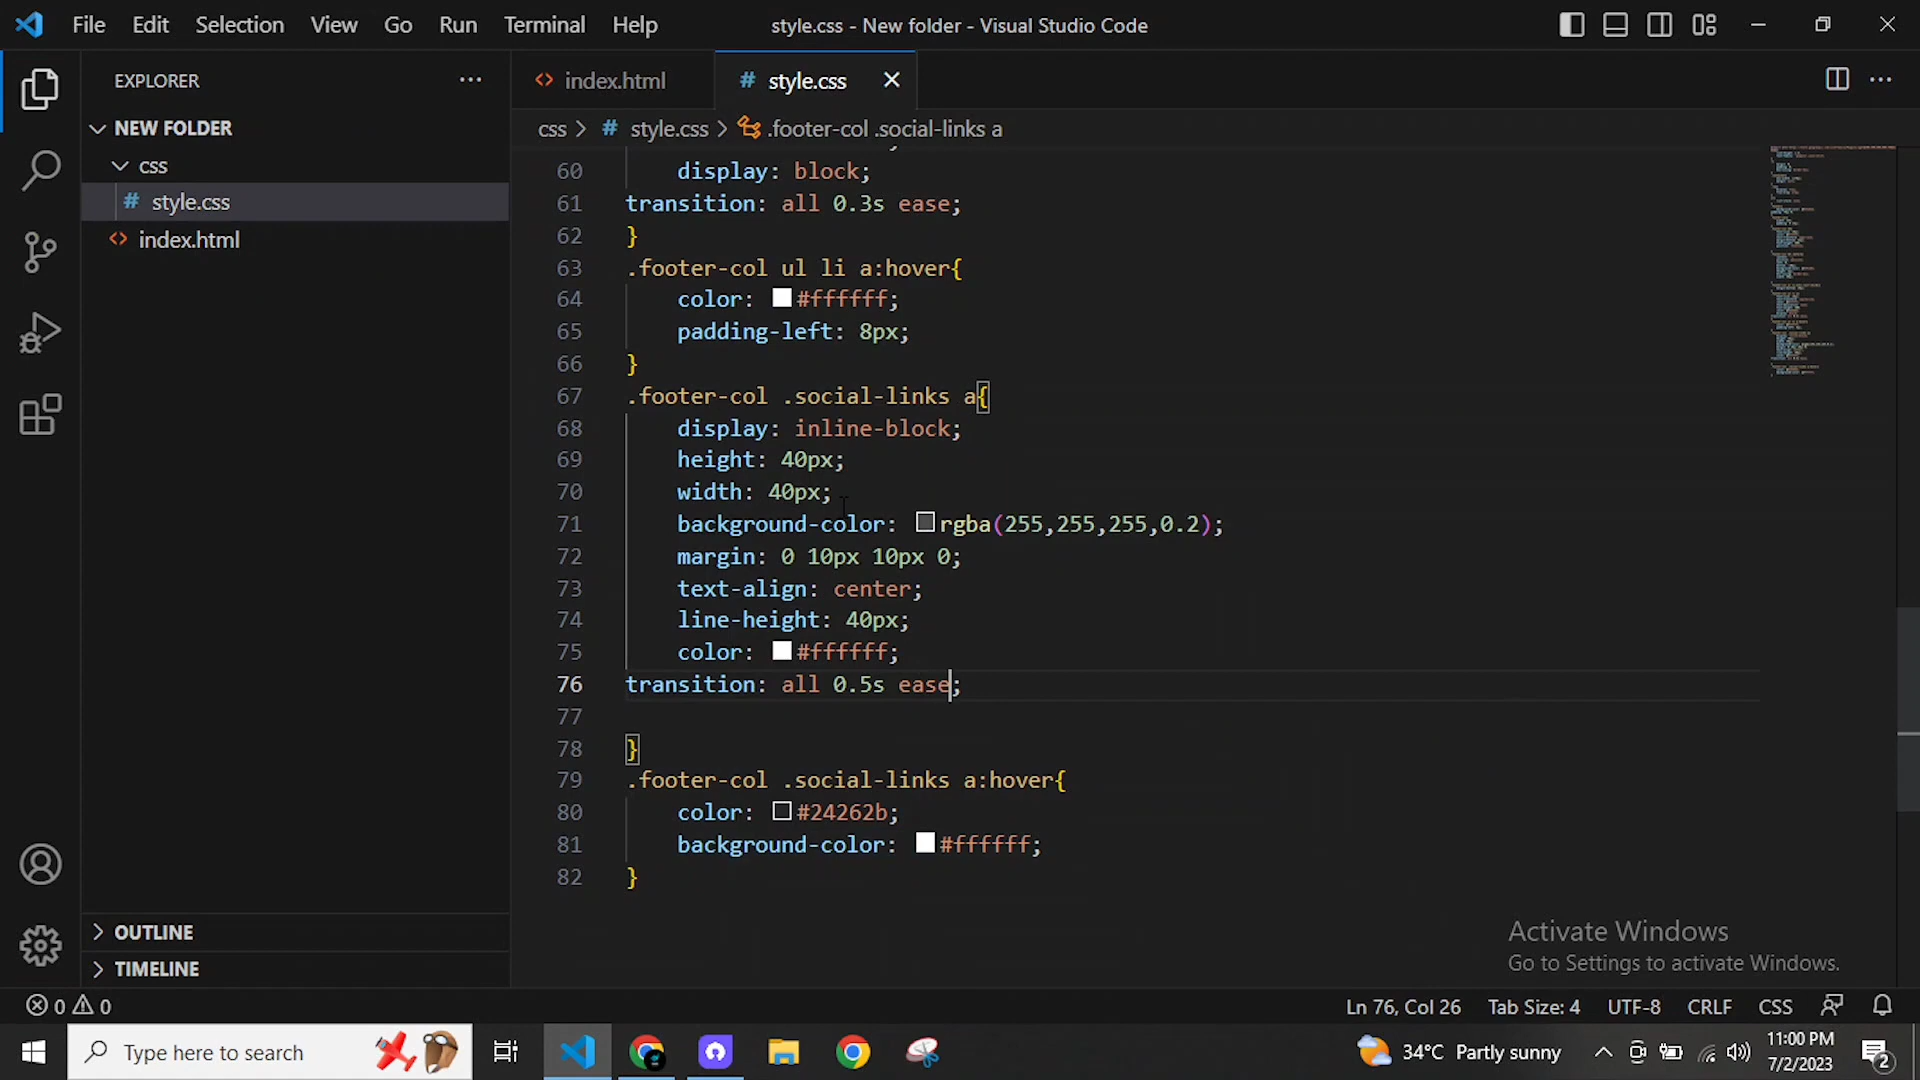 File Edit Selection View Go Run Terminal Help
style.css - New folder - Visual Studio Code
EXPLORER
NEW FOLDER
css
# style.css
<> index.html
OUTLINE
TIMELINE
<> index.html
# style.css
css > # style.css > .footer-col .social-links a
60 display: block;
61 transition: all 0.3s ease;
62 }
63 .footer-col ul li a:hover{
64 color: #ffffff;
65 padding-left: 8px;
66 }
67 .footer-col .social-links a{
68 display: inline-block;
69 height: 40px;
70 width: 40px;
71 background-color: rgba(255,255,255,0.2);
72 margin: 0 10px 10px 0;
73 text-align: center;
74 line-height: 40px;
75 color: #ffffff;
76 transition: all 0.5s ease;
77
78 }
79 .footer-col .social-links a:hover{
80 color: #24262b;
81 background-color: #ffffff;
82 }
Activate Windows
Go to Settings to activate Windows.
0 0
Ln 76, Col 26 Tab Size: 4 UTF-8 CRLF CSS
Type here to search
34°C Partly sunny
11:00 PM
7/2/2023
2